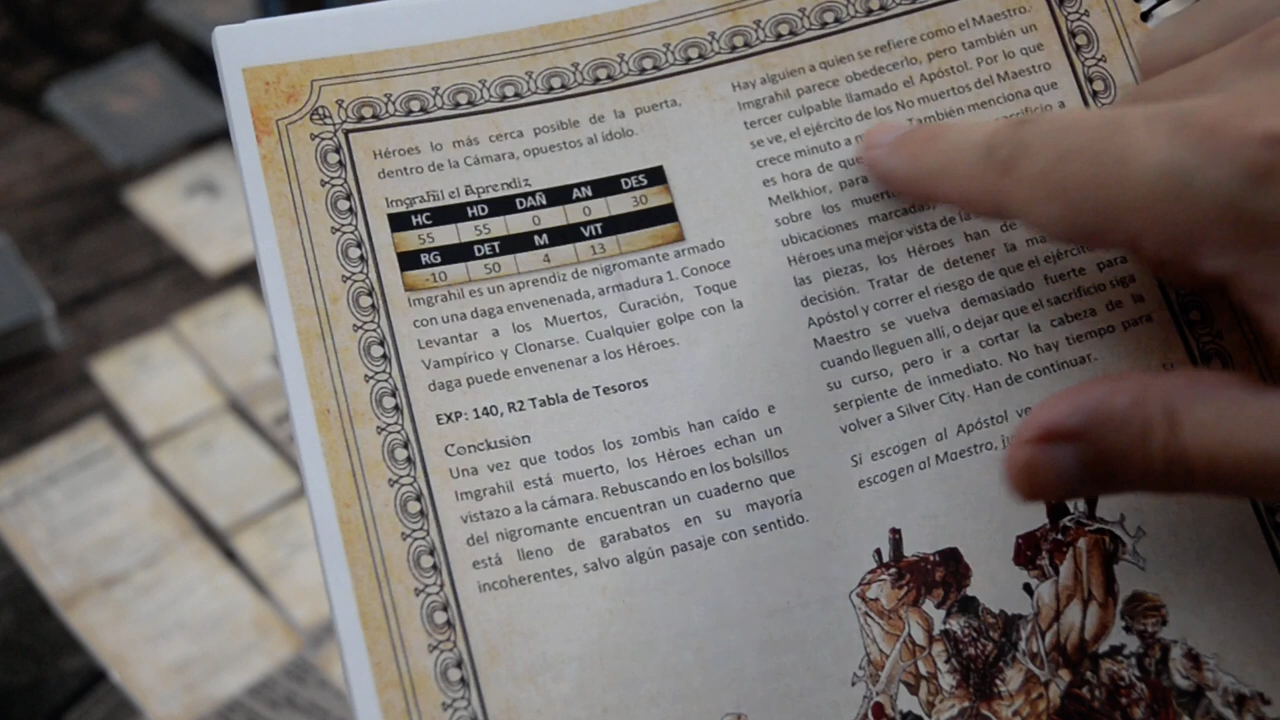 Héroes lo más cerca posible de la puerta,
dentro de la Cámara, opuestos al ídolo.
Imgrahil el Aprendiz
HC HD DAÑ AN DES
55 55 0 0 30
RG DET M VIT
-10 50 4 13
Imgrahil es un aprendiz de nigromante armado
con una daga envenenada, armadura 1. Conoce
Levantar a los Muertos, Curación, Toque
Vampírico y Clonarse. Cualquier golpe con la
daga puede envenenar a los Héroes.
EXP: 140, R2 Tabla de Tesoros
Conclusión
Una vez que todos los zombis han caído e
Imgrahil está muerto, los Héroes echan un
vistazo a la cámara. Rebuscando en los bolsillos
del nigromante encuentran un cuaderno que
está lleno de garabatos en su mayoría
incoherentes, salvo algún pasaje con sentido.
Hay alguien a quien se refiere como el Maestro.
Imgrahil parece obedecerlo, pero también un
tercer culpable llamado el Apóstol. Por lo que
se ve, el ejército de los No muertos del Maestro
crece minuto a También menciona que
es hora de que sacrificio a
Melkhior, para
sobre los
ubicaciones marcadas,
Héroes una mejor vista de la
las piezas, los Héroes han de
decisión. Tratar de detener la
Apóstol y correr el riesgo de que el ejército
Maestro se vuelva demasiado fuerte para
cuando lleguen allí, o dejar que el sacrificio siga
su curso, pero ir a cortar la cabeza de la
serpiente de inmediato. No hay tiempo para
volver a Silver City. Han de continuar.
Si escogen al Apóstol
escogen al Maestro,